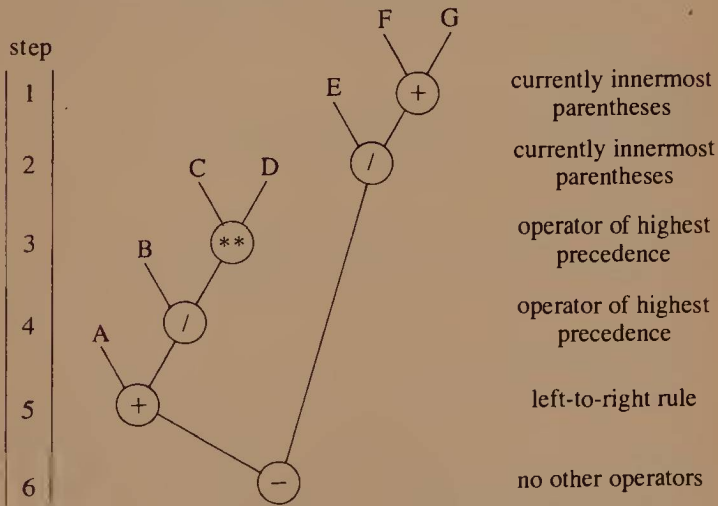 F G
step
1 E + currently innermost
parentheses
2 / currently innermost
parentheses
C D
3 B ** operator of highest
precedence
4 A / operator of highest
precedence
5 + left-to-right rule
6 − no other operators